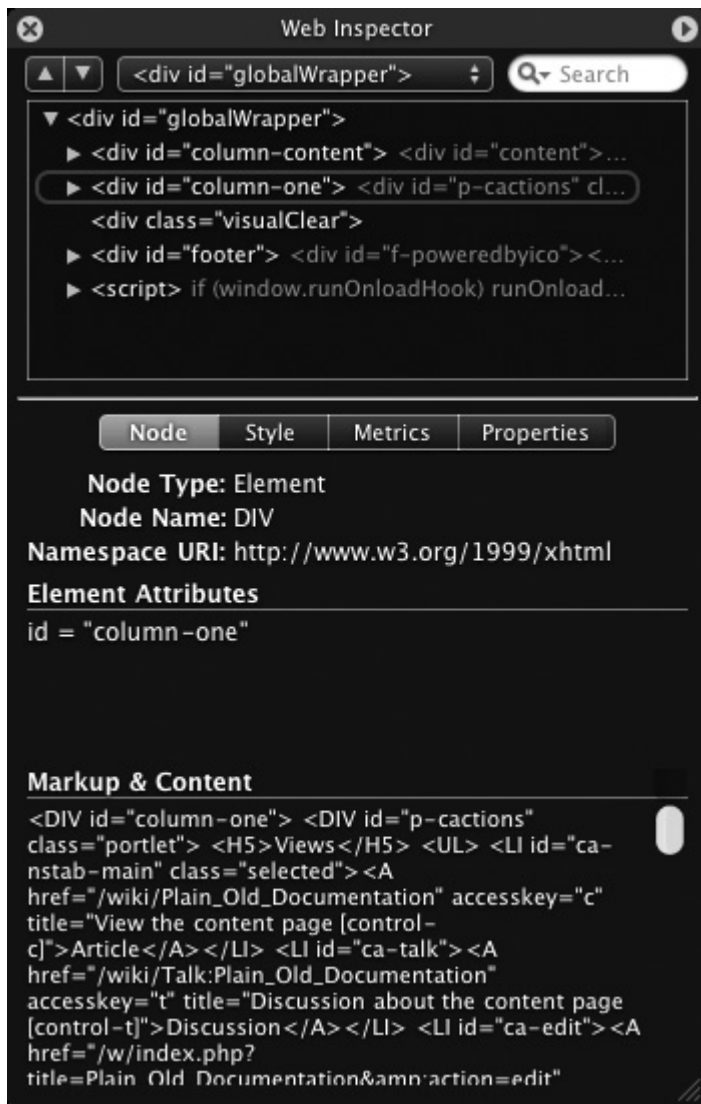 Web Inspector
<div id="globalWrapper">
Search
▼ <div id="globalWrapper">
▶ <div id="column-content"> <div id="content">...
▶ <div id="column-one"> <div id="p-cactions" cl...
<div class="visualClear">
▶ <div id="footer"> <div id="f-poweredbyico"><...
▶ <script> if (window.runOnloadHook) runOnload...
Node Style Metrics Properties
Node Type: Element
Node Name: DIV
Namespace URI: http://www.w3.org/1999/xhtml
Element Attributes
id = "column-one"
Markup & Content
<DIV id="column-one"> <DIV id="p-cactions"
class="portlet"> <H5>Views</H5> <UL> <LI id="ca-
nstab-main" class="selected"><A
href="/wiki/Plain_Old_Documentation" accesskey="c"
title="View the content page [control-
c]">Article</A></LI> <LI id="ca-talk"><A
href="/wiki/Talk:Plain_Old_Documentation"
accesskey="t" title="Discussion about the content page
[control-t]">Discussion</A></LI> <LI id="ca-edit"><A
href="/w/index.php?
title=Plain_Old_Documentation&amp;action=edit"